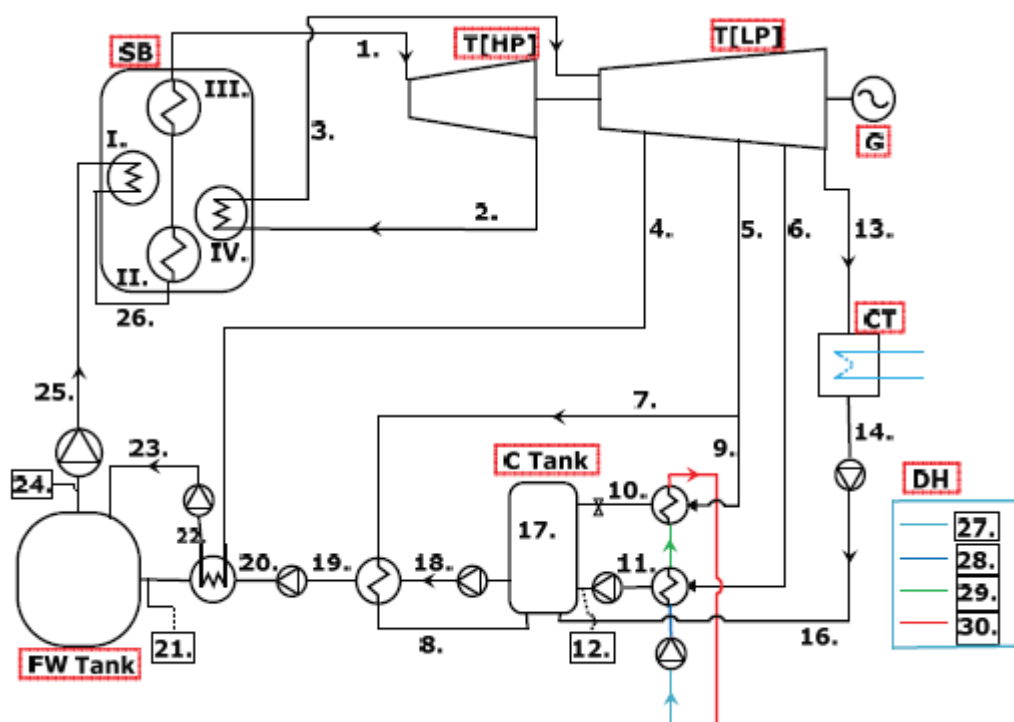 SB
1.
T[HP]
T[LP]
III.
I.
3.
G
2.
4.
5.
6.
13.
IV.
II.
26.
CT
25.
7.
23.
9.
14.
C Tank
DH
24.
10.
27.
22.
17.
28.
20.
19.
18.
11.
29.
30.
21.
8.
12.
16.
FW Tank